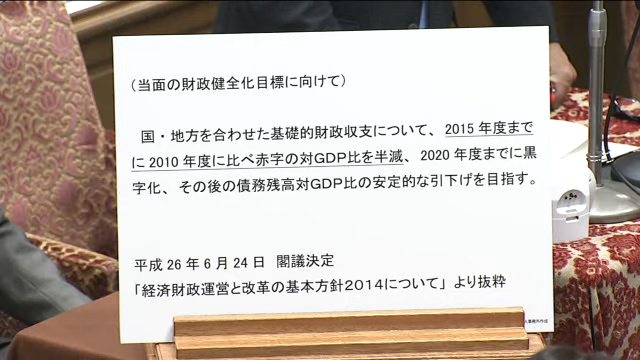 (当面の財政健全化目標に向けて)
国・地方を合わせた基礎的財政収支について、2015年度まで
に2010年度に比べ赤字の対GDP比を半減、2020年度までに黒
字化、その後の債務残高対GDP比の安定的な引下げを目指す。
平成26年6月24日 閣議決定
「経済財政運営と改革の基本方針2014について」より抜粋